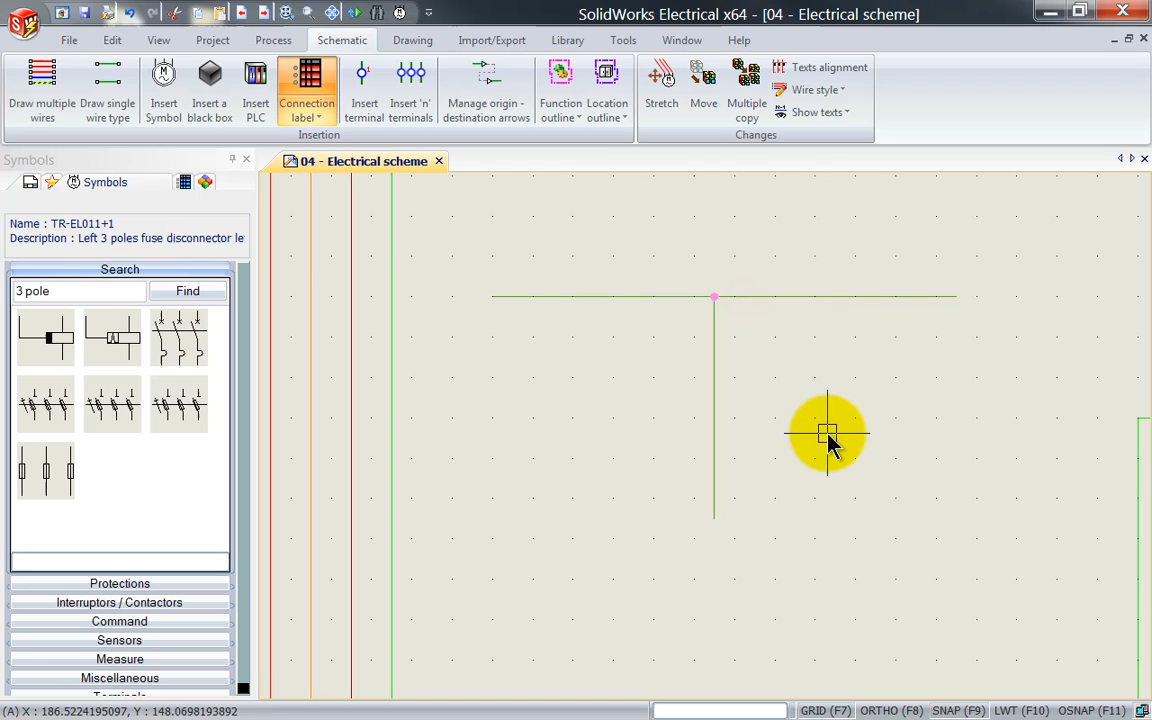 SolidWorks Electrical x64 - [04 - Electrical scheme]
File Edit View Project Process Schematic Drawing Import/Export Library Tools Window Help
Draw multiple wires
Draw single wire type
Insert Symbol
Insert a black box
Insert PLC
Connection label
Insert terminal
Insert 'n' terminals
Manage origin - destination arrows
Function outline
Location outline
Stretch
Move
Multiple copy
Texts alignment
Wire style
Show texts
Insertion
Changes
Symbols
04 - Electrical scheme
Symbols
Name : TR-EL011+1
Description : Left 3 poles fuse disconnector le
Search
3 pole
Find
Protections
Interruptors / Contactors
Command
Sensors
Measure
Miscellaneous
Terminals
(A) X : 186.5224195097, Y : 148.0698193892
GRID (F7) ORTHO (F8) SNAP (F9) LWT (F10) OSNAP (F11)